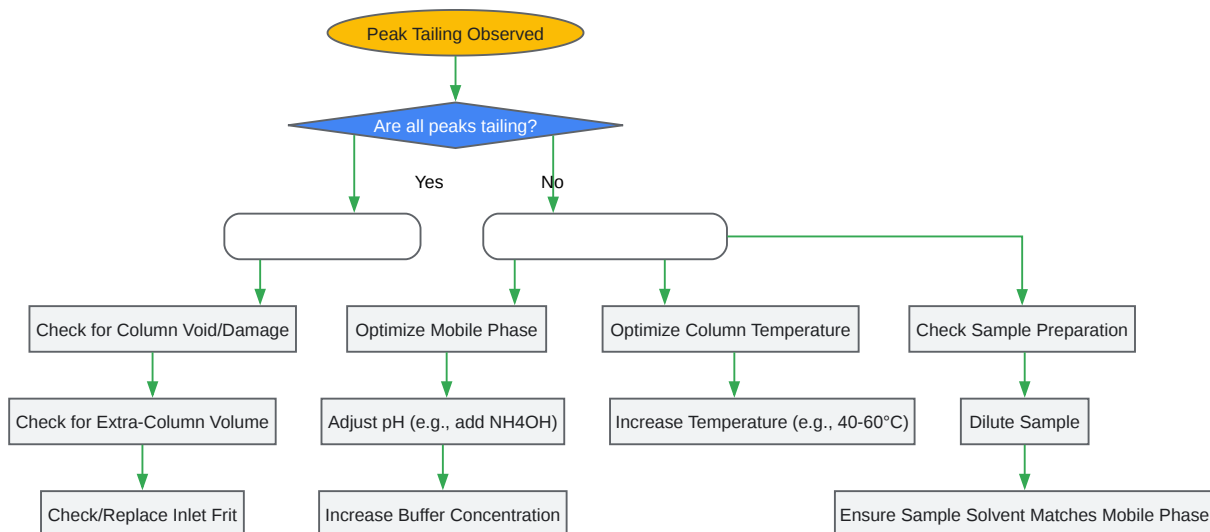 Peak Tailing Observed
Are all peaks tailing?
Yes
No
Check for Column Void/Damage
Optimize Mobile Phase
Optimize Column Temperature
Check Sample Preparation
Check for Extra-Column Volume
Adjust pH (e.g., add NH4OH)
Increase Temperature (e.g., 40-60°C)
Dilute Sample
Check/Replace Inlet Frit
Increase Buffer Concentration
Ensure Sample Solvent Matches Mobile Phase